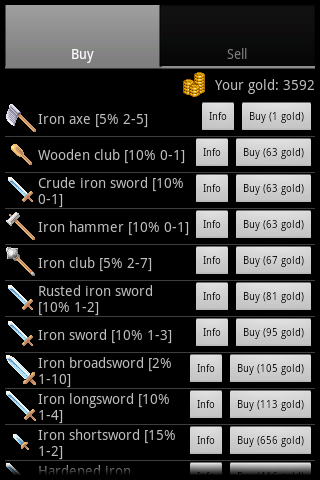 Buy Sell
Your gold: 3592
Iron axe [5% 2-5] Info Buy (1 gold)
Wooden club [10% 0-1] Info Buy (63 gold)
Crude iron sword [10%
0-1] Info Buy (63 gold)
Iron hammer [10% 0-1] Info Buy (63 gold)
Iron club [5% 2-7] Info Buy (67 gold)
Rusted iron sword
[10% 1-2] Info Buy (81 gold)
Iron sword [10% 1-3] Info Buy (95 gold)
Iron broadsword [2%
1-10] Info Buy (105 gold)
Iron longsword [10%
1-4] Info Buy (113 gold)
Iron shortsword [15%
1-2] Info Buy (656 gold)
Hardened iron